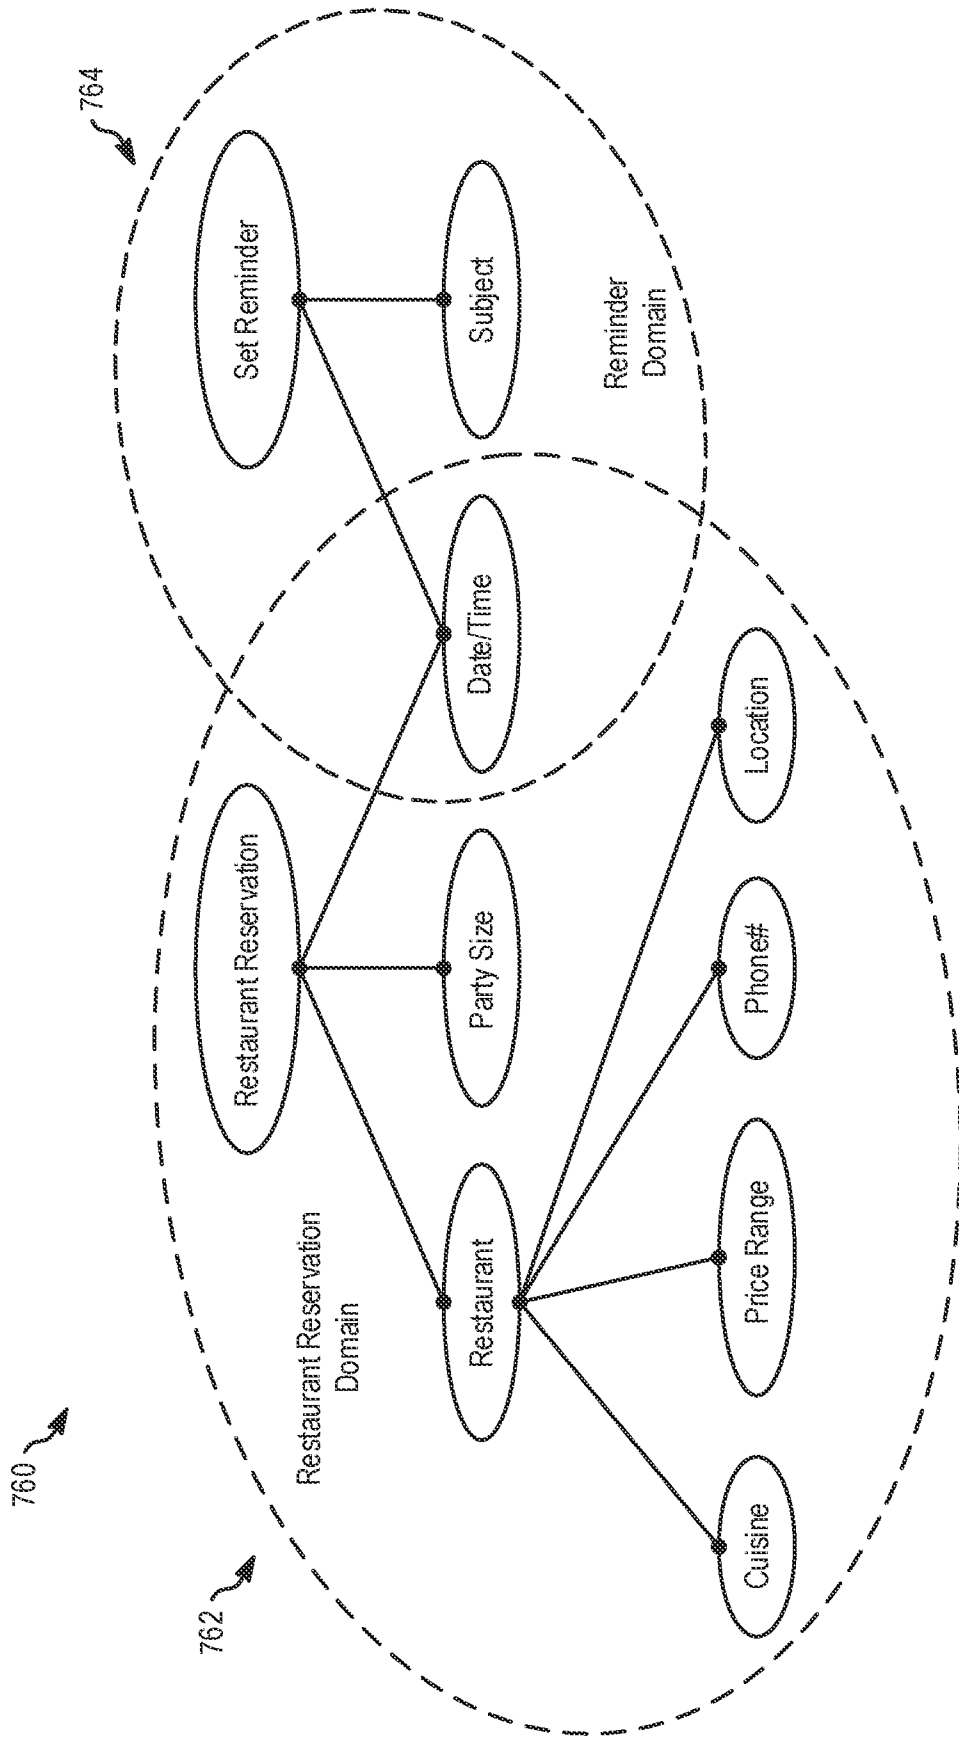 760
762
764
Restaurant Reservation
Set Reminder
Restaurant Reservation
Domain
Restaurant
Party Size
Date/Time
Subject
Reminder
Domain
Cuisine
Price Range
Phone#
Location